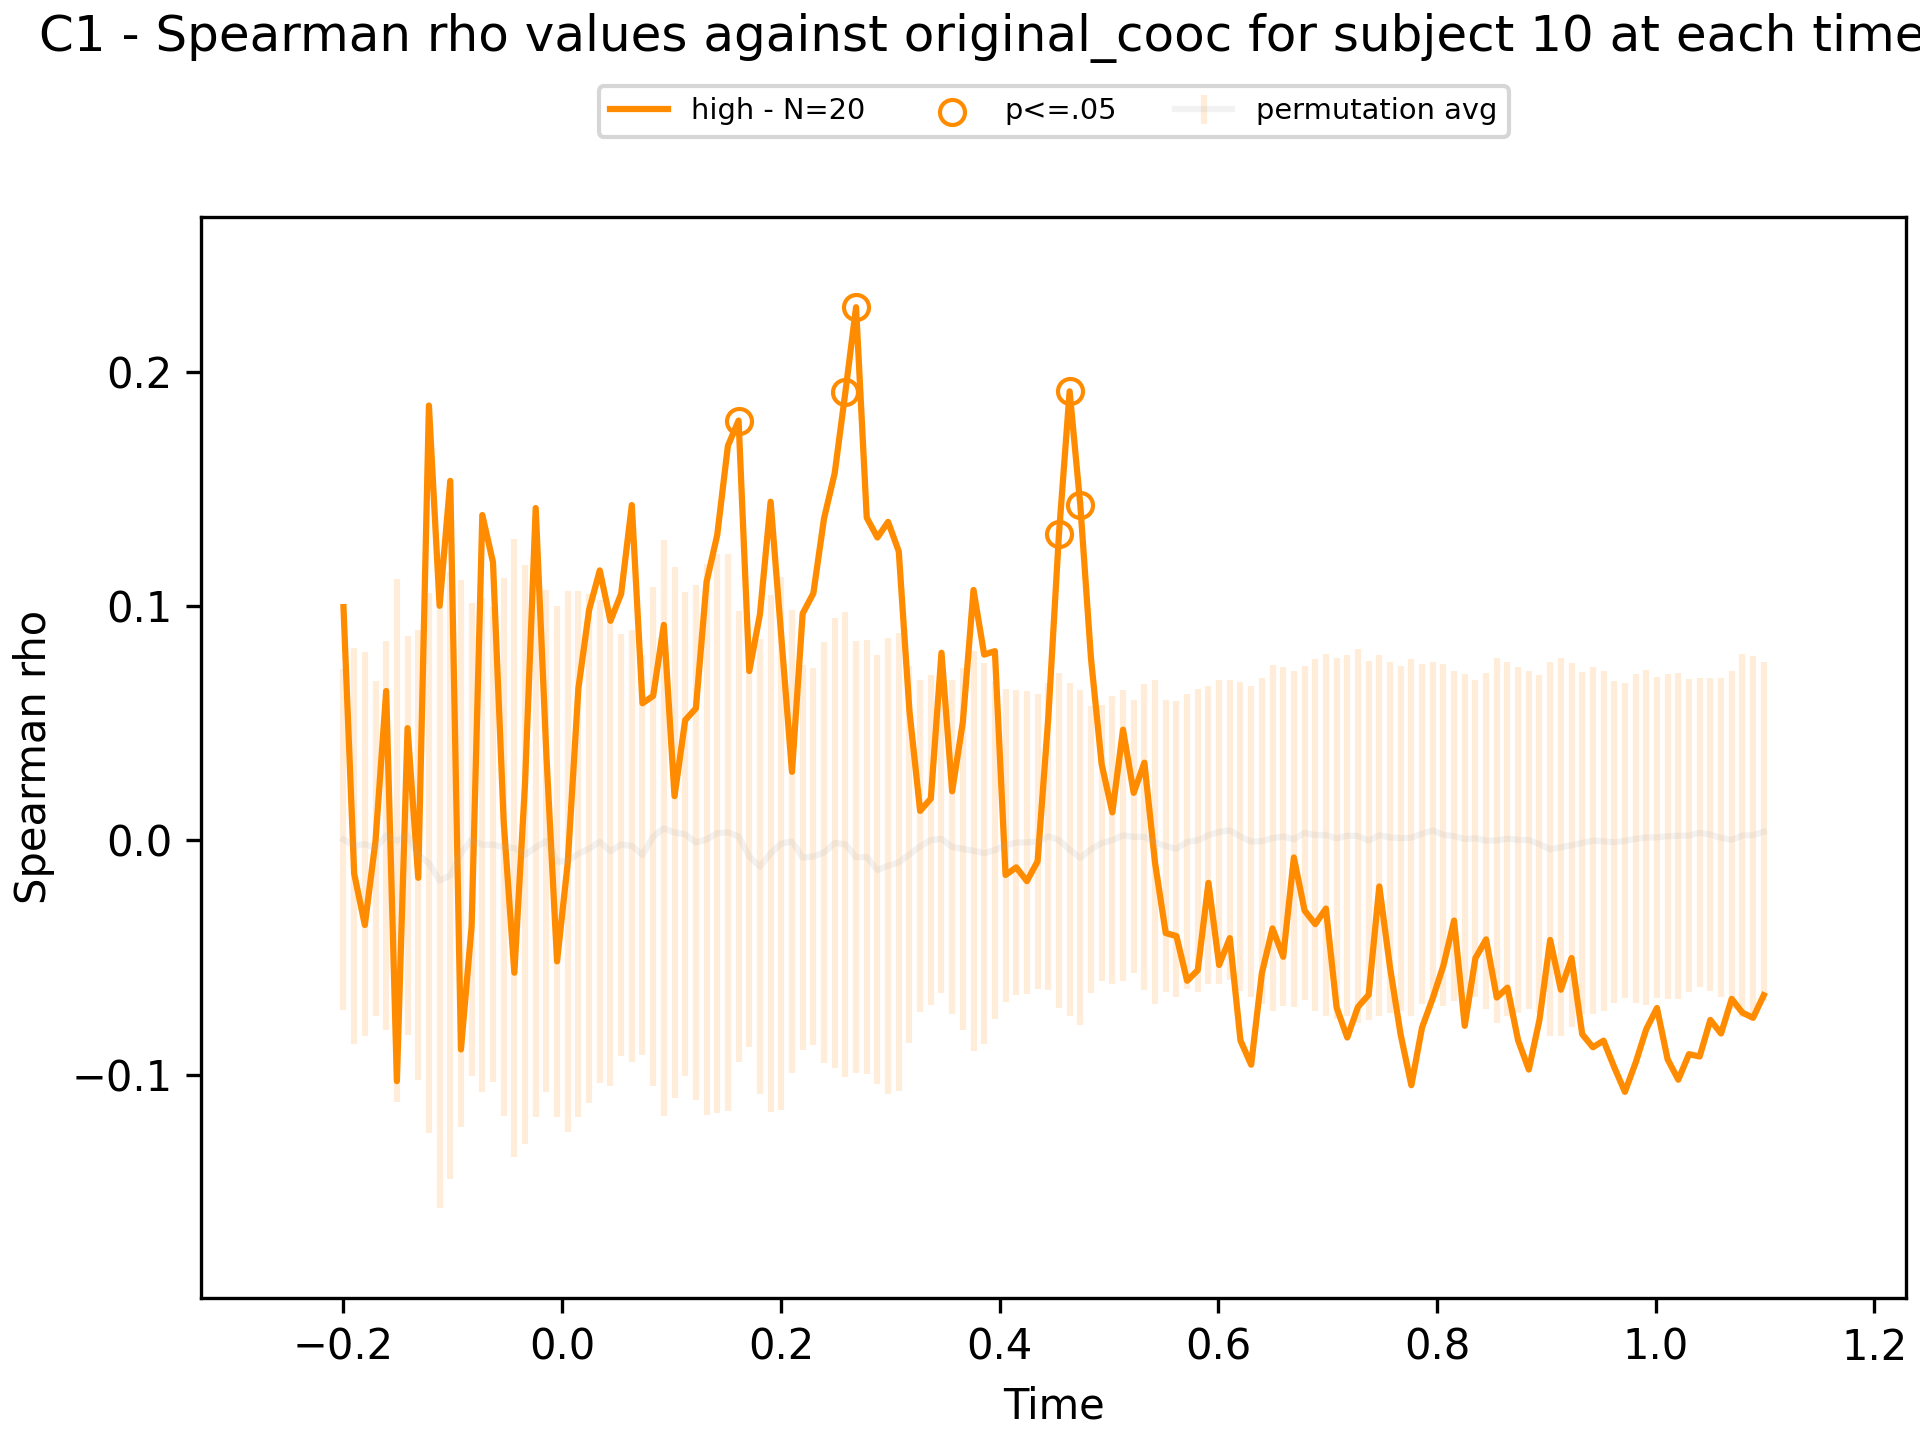 C1 - Spearman rho values against original_cooc for subject 10 at each time
high - N=20
p<=.05
permutation avg
Spearman rho
0.2
0.1
0.0
−0.1
−0.2
0.0
0.2
0.4
0.6
0.8
1.0
1.2
Time